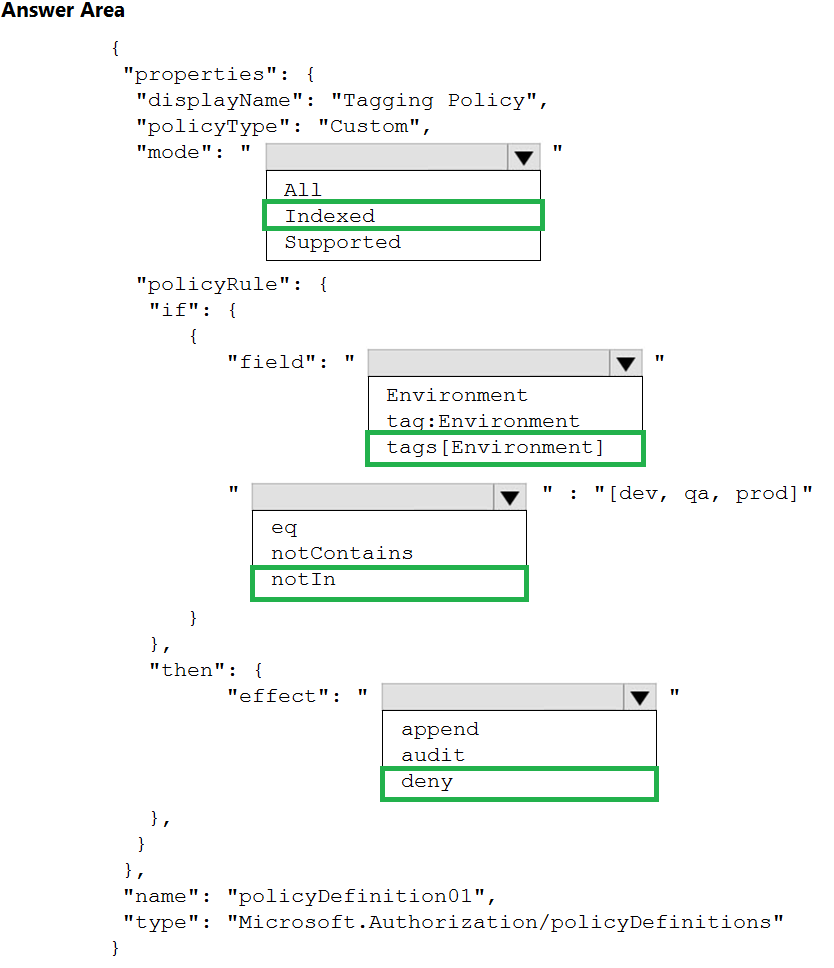 Answer Area
{
"properties": {
"displayName": "Tagging Policy",
"policyType": "Custom",
"mode": " "
All
Indexed
Supported
"policyRule": {
"if": {
{
"field": " "
Environment
tag:Environment
tags[Environment]
" " : "[dev, qa, prod]"
eq
notContains
notIn
}
},
"then": {
"effect": " "
append
audit
deny
},
}
},
"name": "policyDefinition01",
"type": "Microsoft.Authorization/policyDefinitions"
}